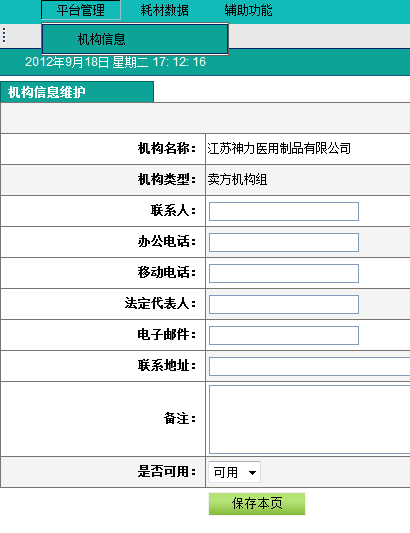 平台管理 耗材数据 辅助功能
机构信息
2012年9月18日 星期二 17: 12: 16
机构信息维护
机构名称： 江苏神力医用制品有限公司
机构类型： 卖方机构组
联系人：
办公电话：
移动电话：
法定代表人：
电子邮件：
联系地址：
备注：
是否可用： 可用
保存本页